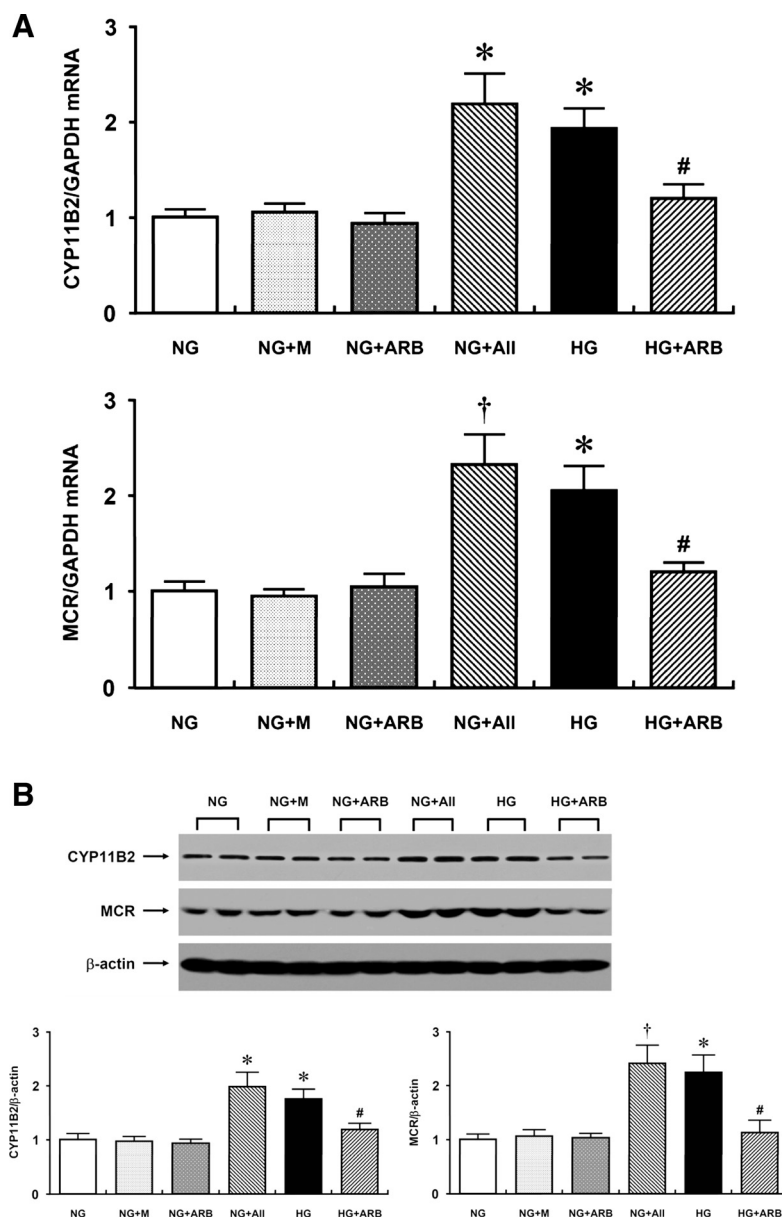 A
CYP11B2/GAPDH mRNA
3
2
1
0
*
*
#
NG NG+M NG+ARB NG+AII HG HG+ARB
MCR/GAPDH mRNA
3
2
1
0
†
*
#
NG NG+M NG+ARB NG+AII HG HG+ARB
B
NG NG+M NG+ARB NG+AII HG HG+ARB
CYP11B2
MCR
β-actin
CYP11B2/β-actin
3
2
1
0
*
*
#
NG NG+M NG+ARB NG+AII HG HG+ARB
MCR/β-actin
3
2
1
0
†
*
#
NG NG+M NG+ARB NG+AII HG HG+ARB